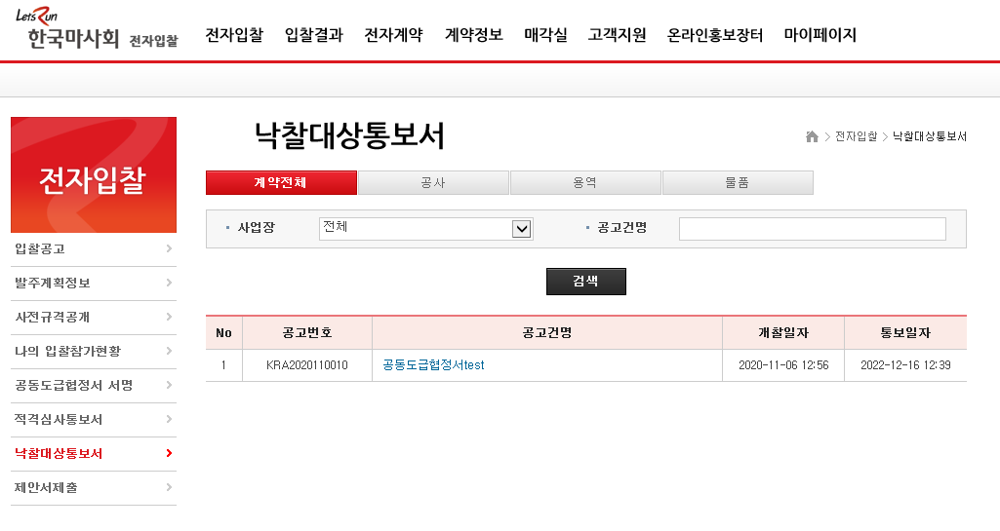 Let's Run
한국마사회 전자입찰
전자입찰 입찰결과 전자계약 계약정보 매각실 고객지원 온라인홍보장터 마이페이지
전자입찰
입찰공고
발주계획정보
사전규격공개
나의 입찰참가현황
공동도급협정서 서명
적격심사통보서
낙찰대상통보서
제안서제출
낙찰대상통보서
전자입찰 낙찰대상통보서
계약전체 공사 용역 물품
사업장 전체 공고건명
검색
No 공고번호 공고건명 개찰일자 통보일자
1 KRA2020110010 공동도급협정서test 2020-11-06 12:56 2022-12-16 12:39